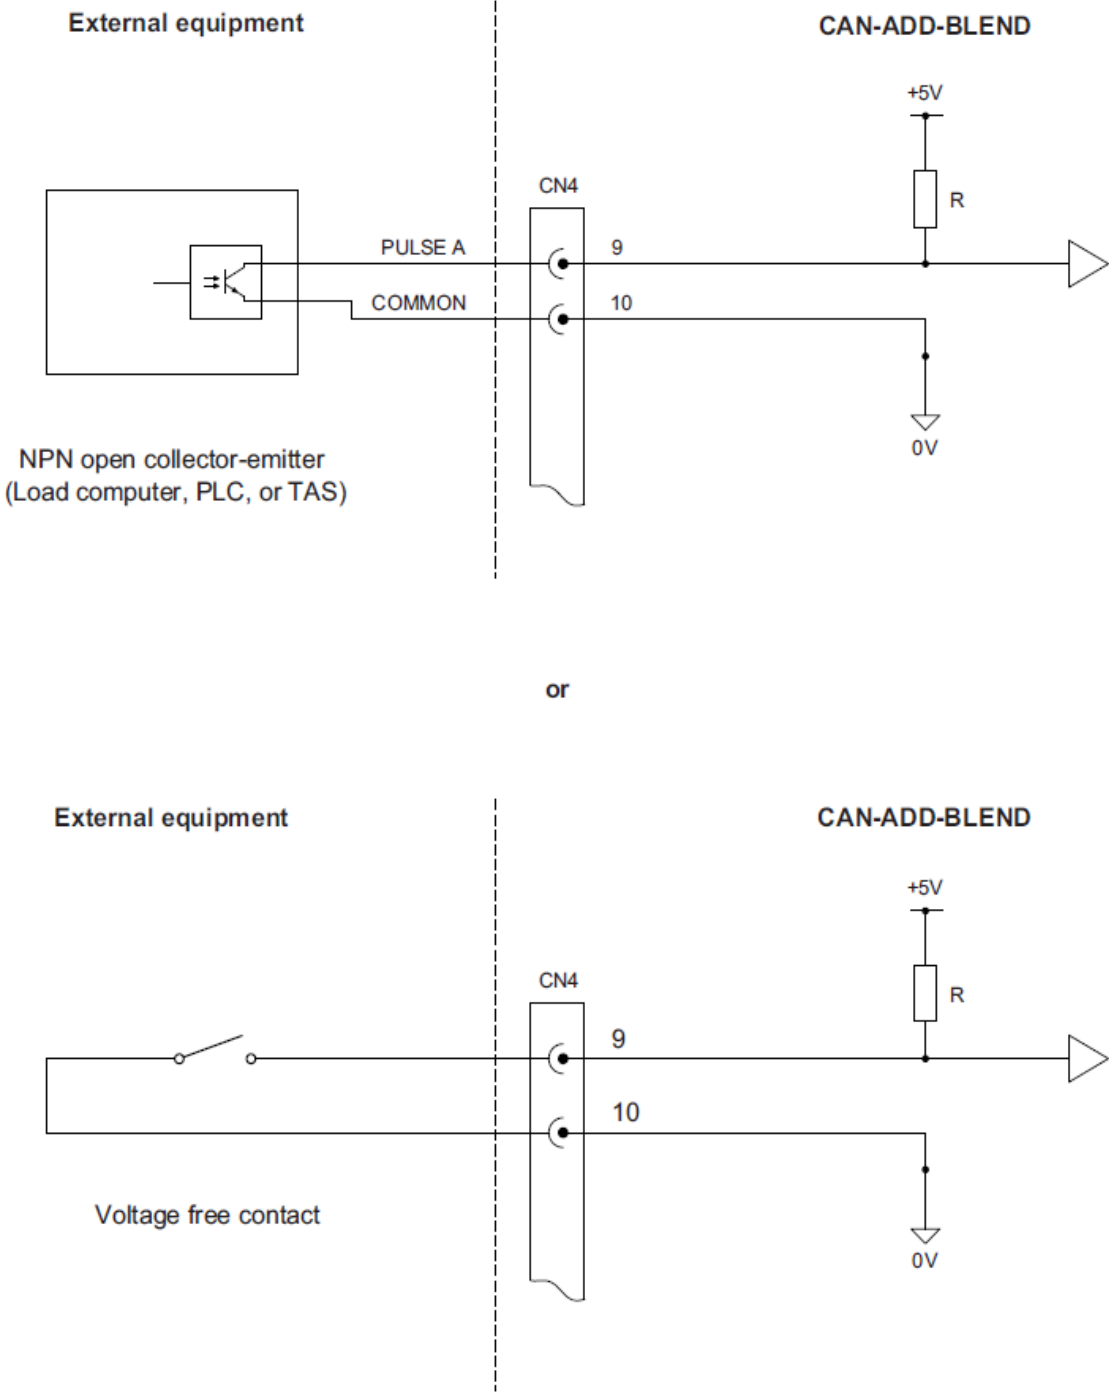 External equipment
CAN-ADD-BLEND
+5V
CN4
R
PULSE A
9
COMMON
10
0V
NPN open collector-emitter
(Load computer, PLC, or TAS)
or
External equipment
CAN-ADD-BLEND
+5V
CN4
R
9
10
Voltage free contact
0V